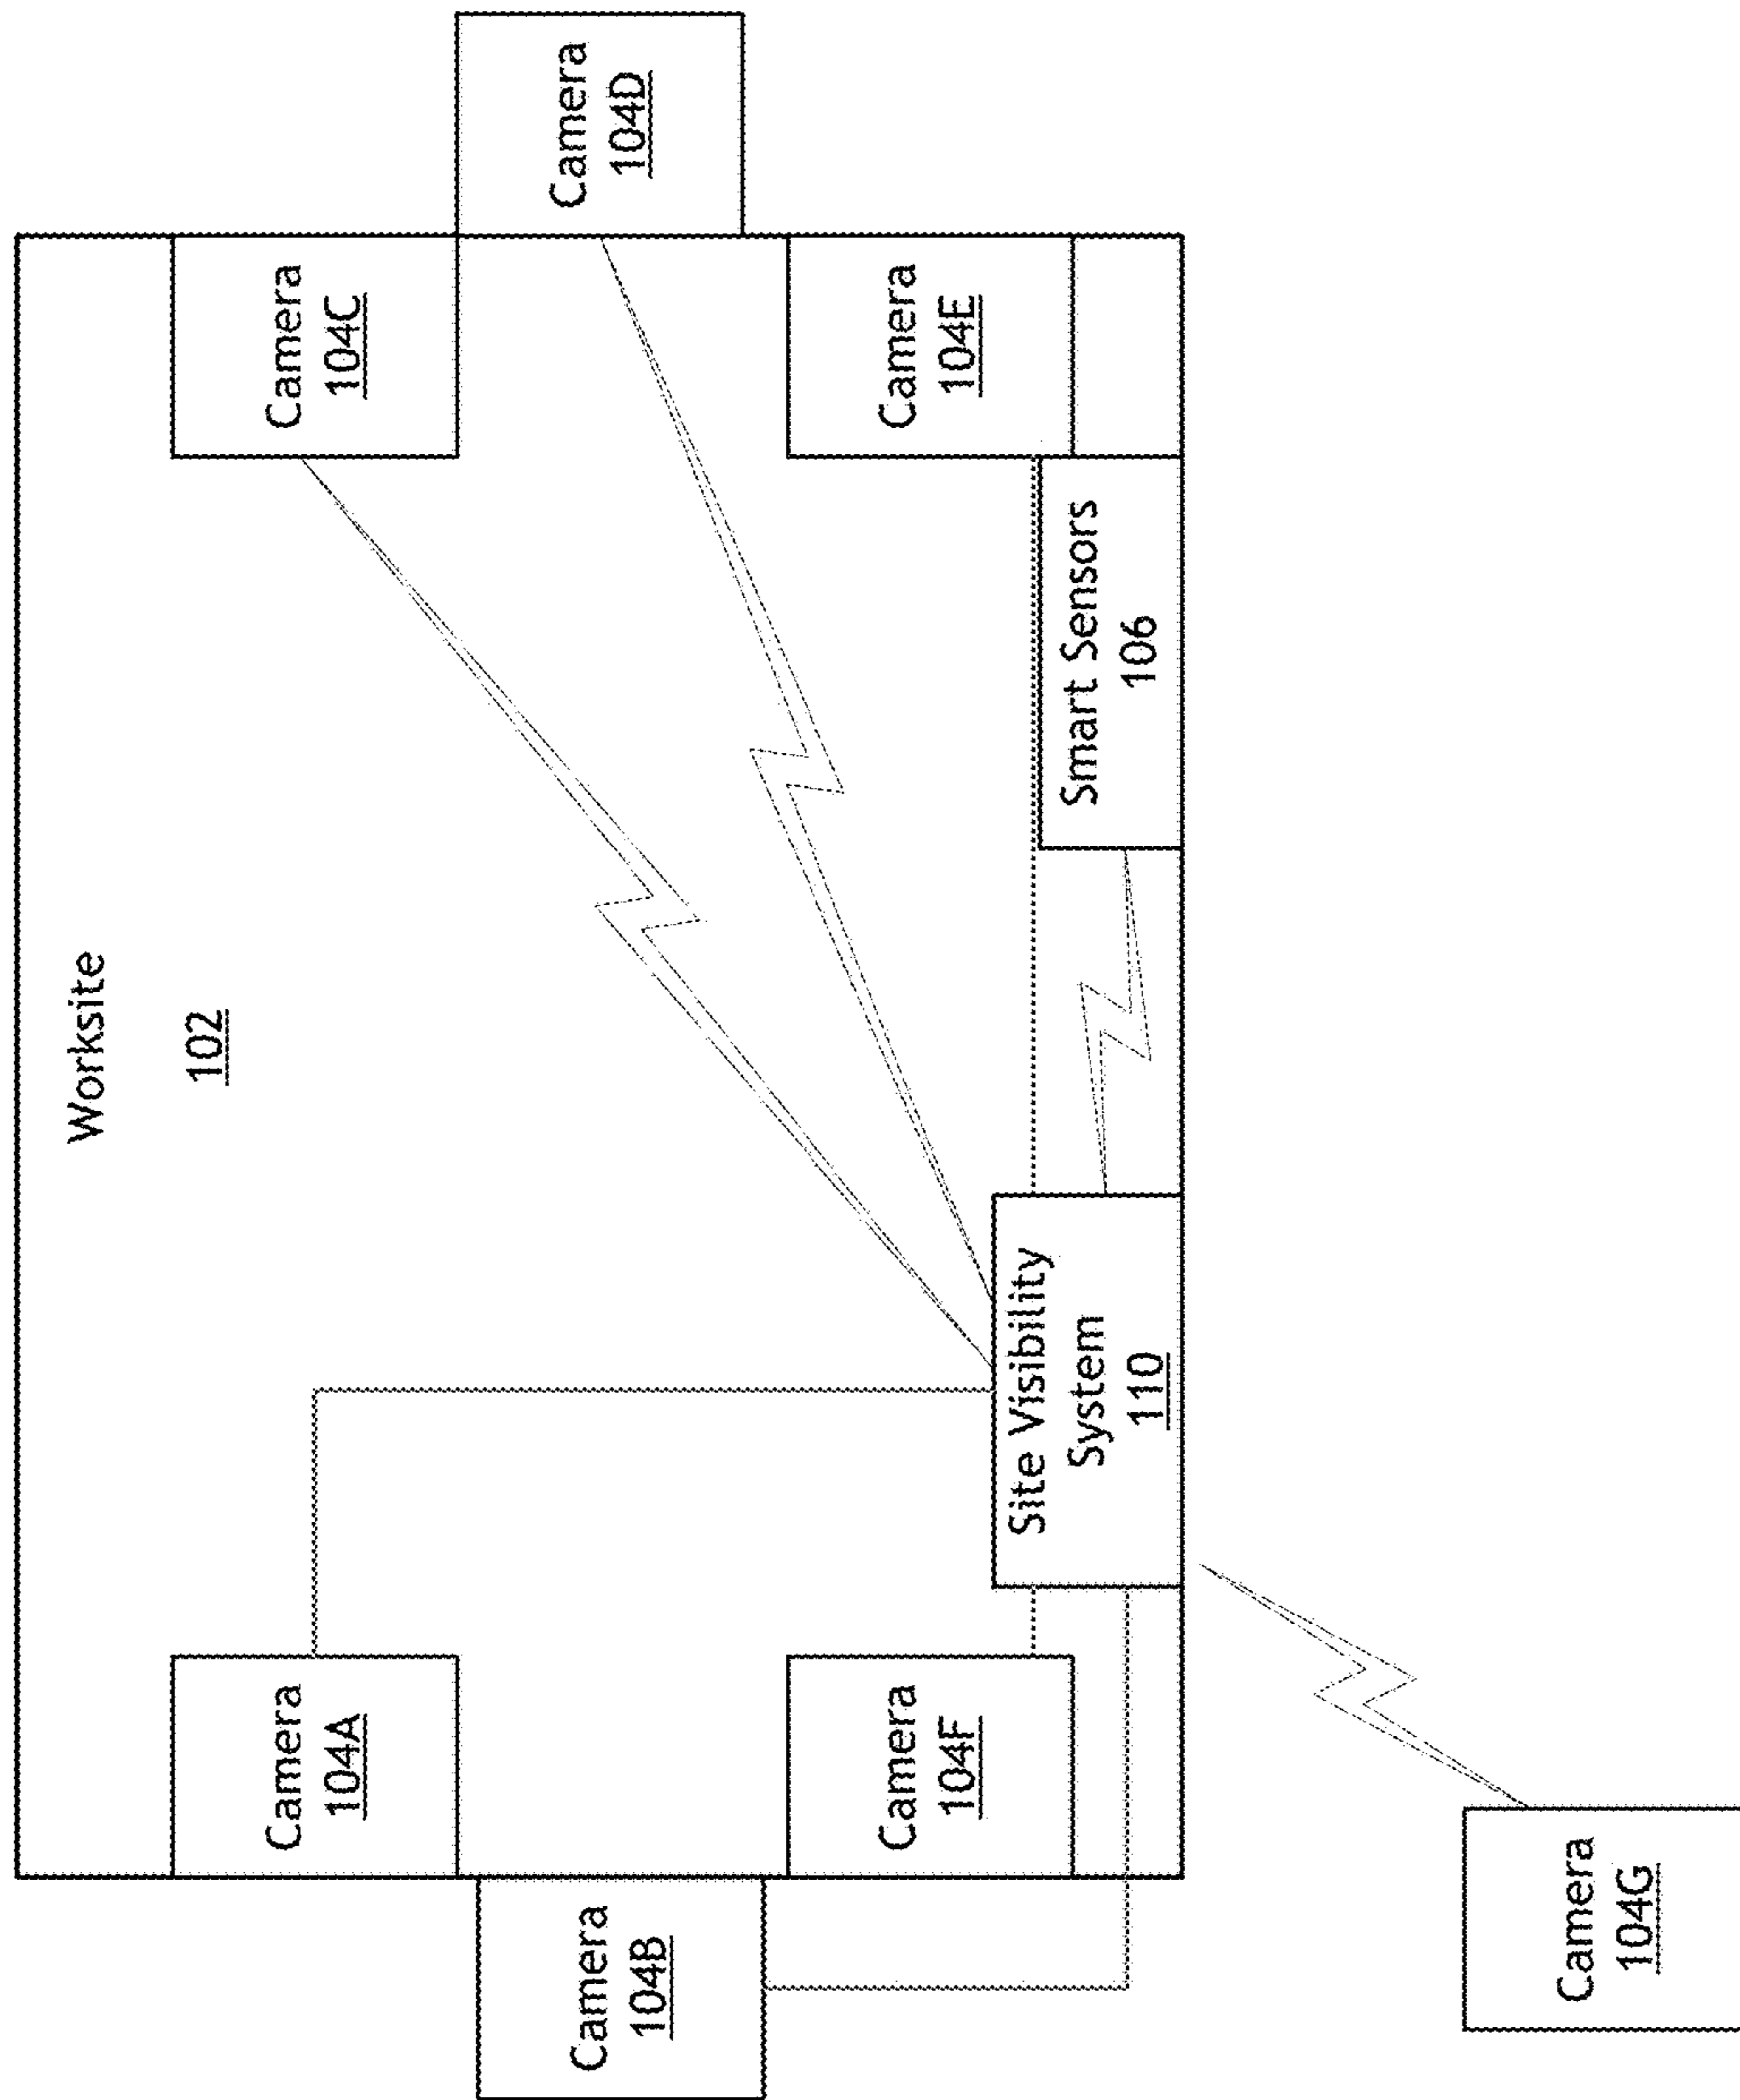 Worksite
102
Camera
104A
Camera
104C
Camera
104B
Camera
104D
Camera
104F
Camera
104E
Site Visibility
System
110
Smart Sensors
106
Camera
104G